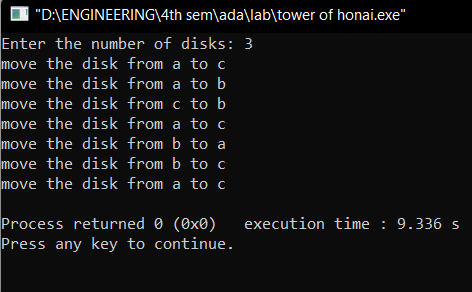 "D:\ENGINEERING\4th sem\ada\lab\tower of honai.exe"
Enter the number of disks: 3
move the disk from a to c
move the disk from a to b
move the disk from c to b
move the disk from a to c
move the disk from b to a
move the disk from b to c
move the disk from a to c
Process returned 0 (0x0)   execution time : 9.336 s
Press any key to continue.